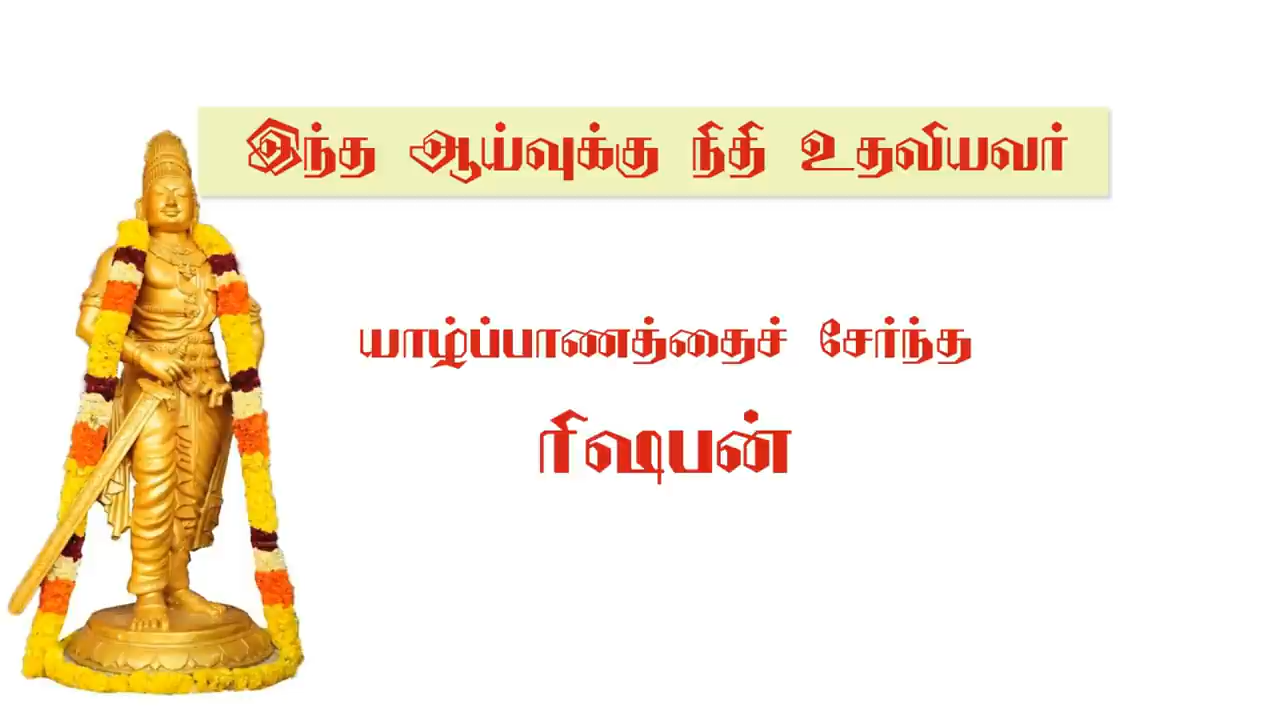 இந்த ஆய்வுக்கு நிதி உதவியவர்
யாழ்ப்பாணத்தைச் சேர்ந்த
ரிஷபன்